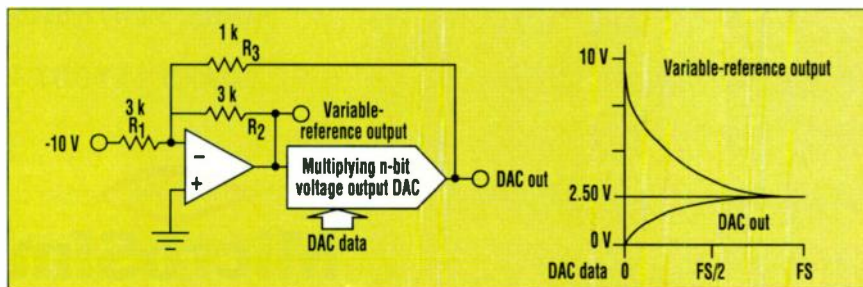 1 k
R3
3 k
R2
3 k
R1
-10 V
Variable-
reference output
Multiplying n-bit
voltage output DAC
DAC out
DAC data
−
+
10 V
Variable-reference output
2.50 V
DAC out
0 V
DAC data 0 FS/2 FS